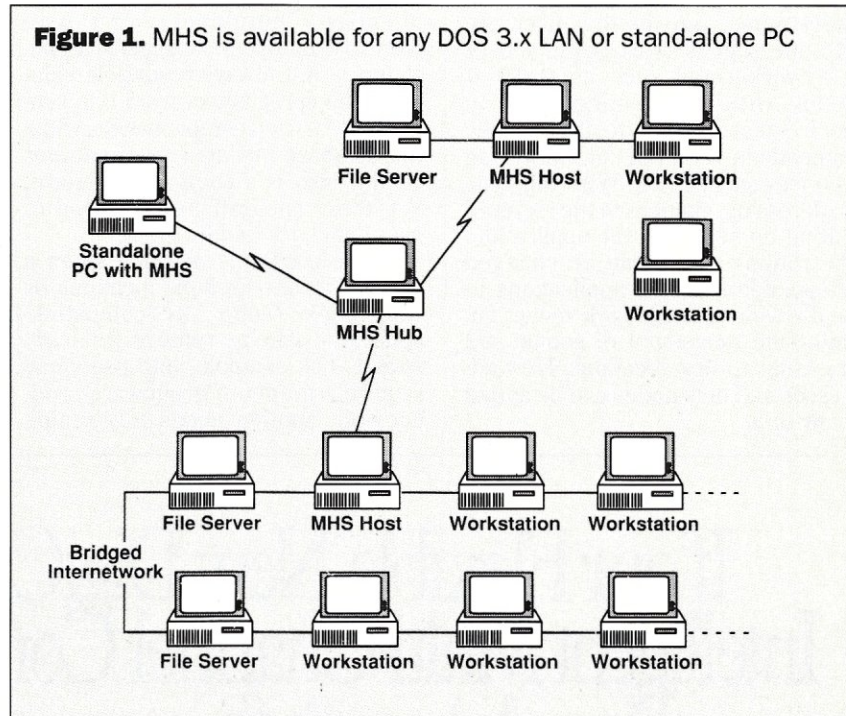 Figure 1. MHS is available for any DOS 3.x LAN or stand-alone PC
File Server
MHS Host
Workstation
Standalone
PC with MHS
MHS Hub
Workstation
File Server
MHS Host
Workstation
Workstation
Bridged
Internetwork
File Server
Workstation
Workstation
Workstation